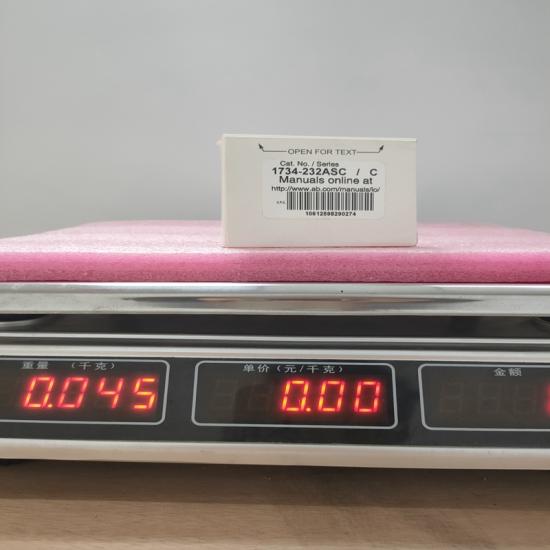 OPEN FOR TEXT
Cat. No. / Series
1734-232ASC / C
Manuals online at
http://www.ab.com/manuals/io/
10612598290274
重量 （千克） 单价（元/千克） 金额
0.045 0.00